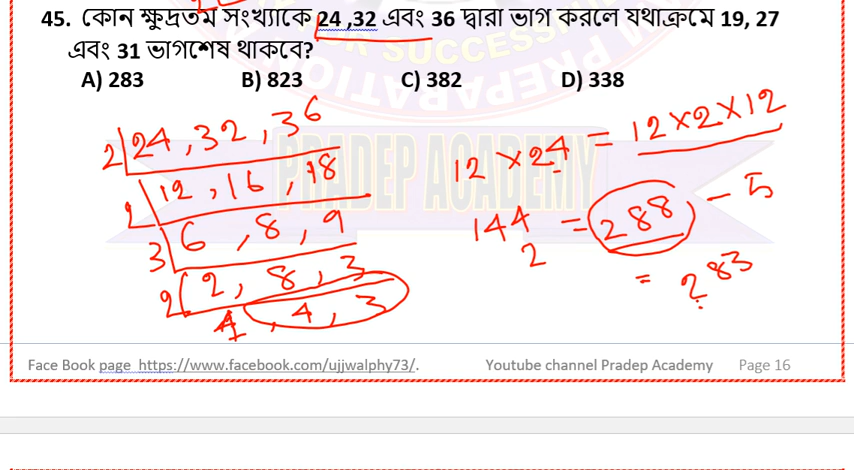 45. কোন ক্ষুদ্রতম সংখ্যাকে 24 ,32 এবং 36 দ্বারা ভাগ করলে যথাক্রমে 19, 27
এবং 31 ভাগশেষ থাকবে?
A) 283 B) 823 C) 382 D) 338
2|24, 32, 36
2|12, 16, 18
3|6, 8, 9
2|2, 8, 3
1, 4, 3
12 × 24 = 12×2×12
144
2
= 288 - 5
= 283
SUCCESS
PRADEP ACADEMY
Face Book page https://www.facebook.com/ujjwalphy73/. Youtube channel Pradep Academy Page 16